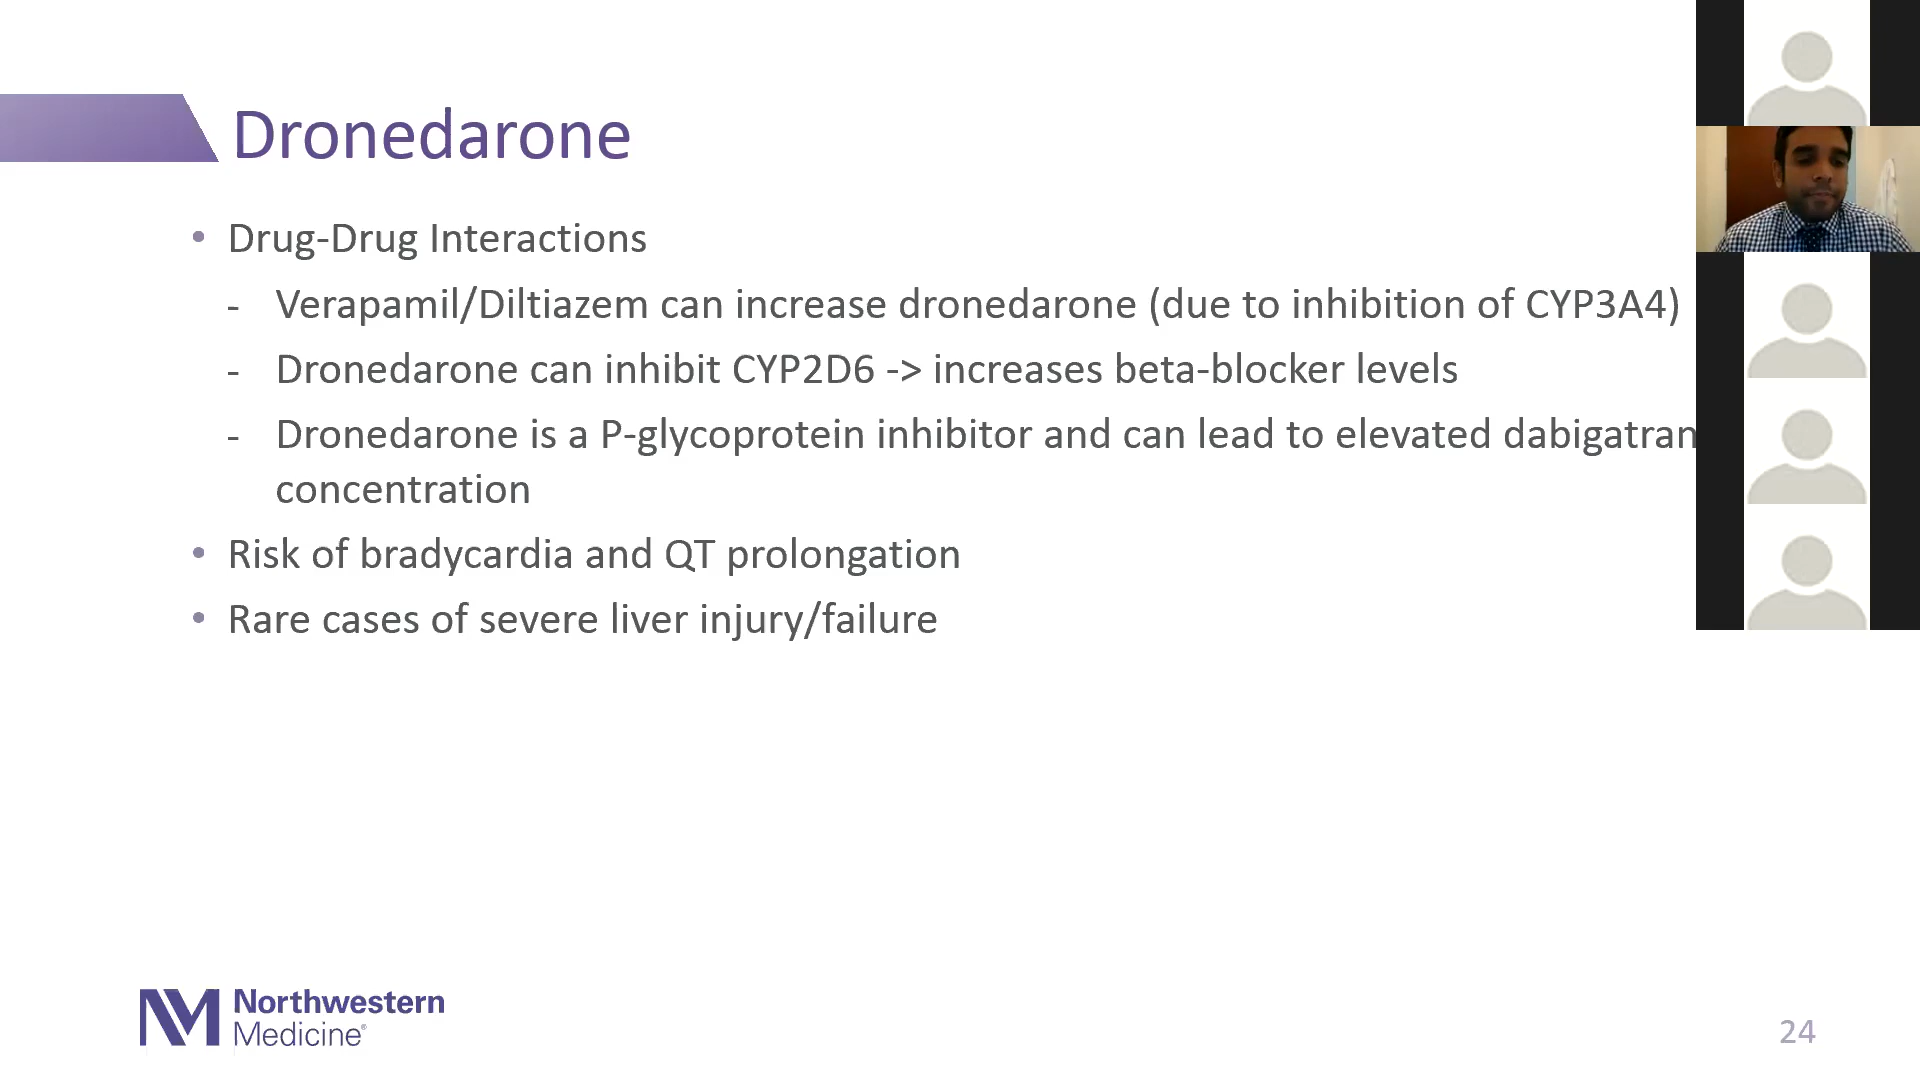 Dronedarone
• Drug-Drug Interactions
- Verapamil/Diltiazem can increase dronedarone (due to inhibition of CYP3A4)
- Dronedarone can inhibit CYP2D6 -> increases beta-blocker levels
- Dronedarone is a P-glycoprotein inhibitor and can lead to elevated dabigatran
concentration
• Risk of bradycardia and QT prolongation
• Rare cases of severe liver injury/failure
NM Northwestern
Medicine®
24